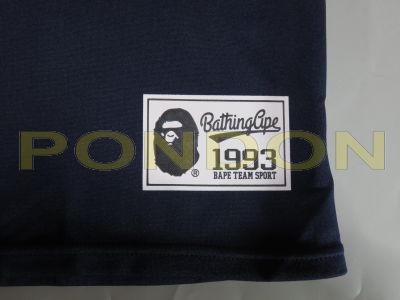 BathingApe
1993
BAPE TEAM SPORT
®
PONDON